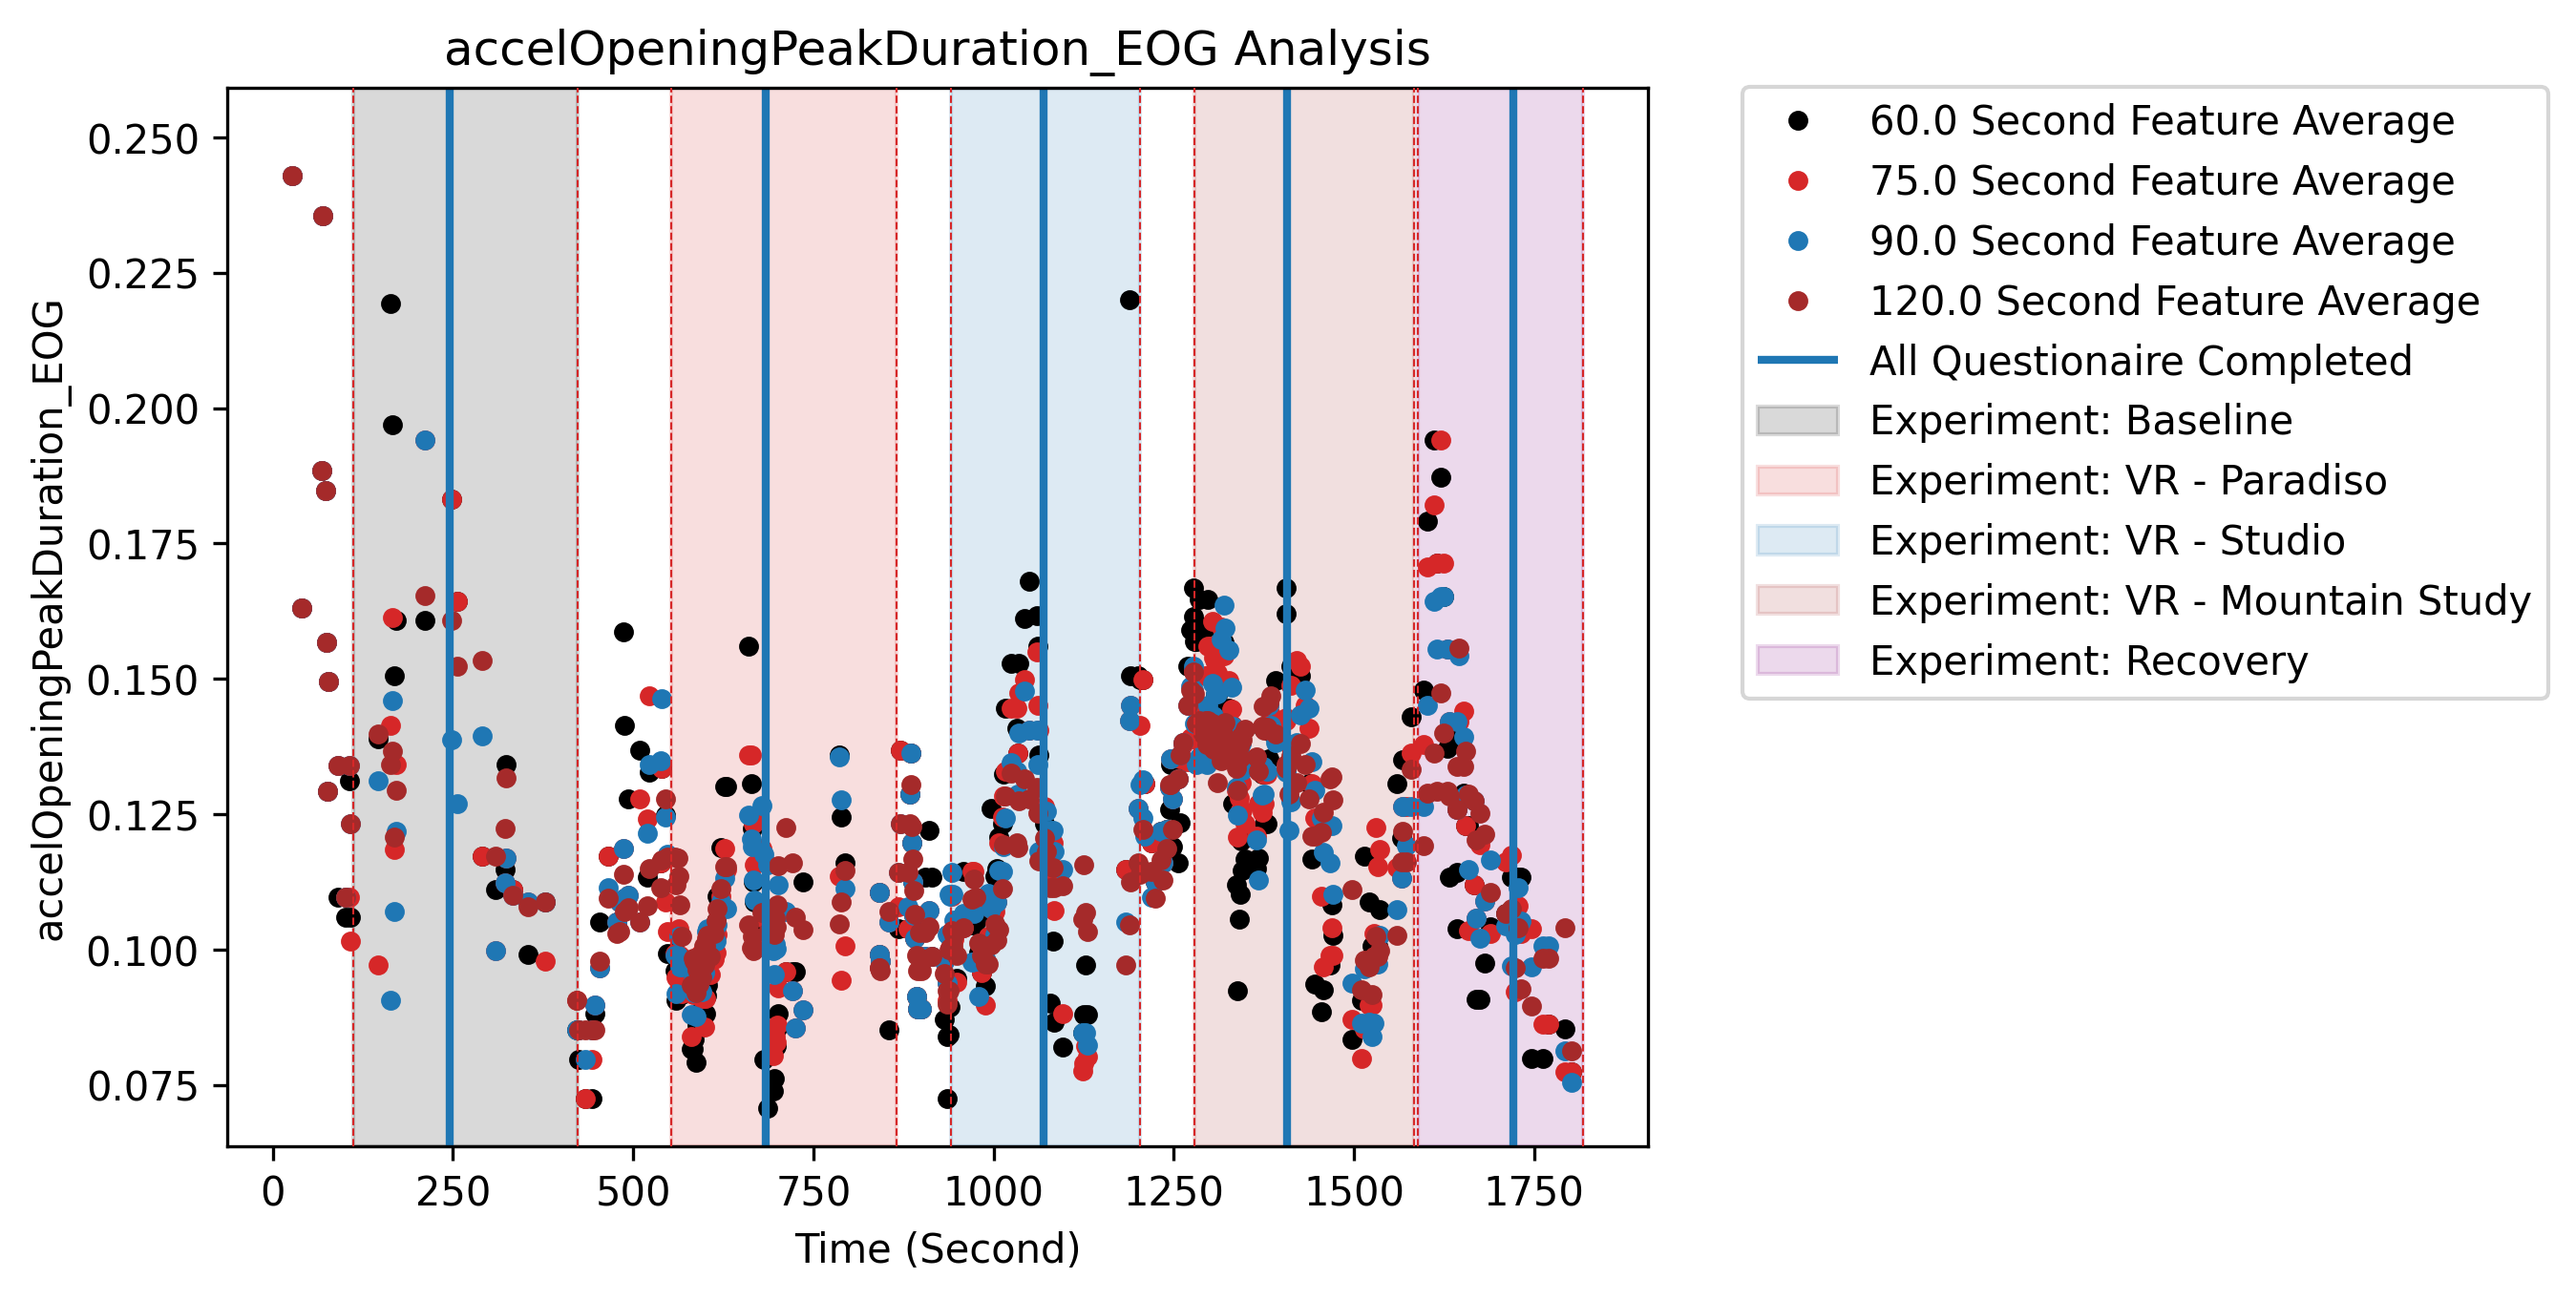 accelOpeningPeakDuration_EOG Analysis
accelOpeningPeakDuration_EOG
0.250
0.225
0.200
0.175
0.150
0.125
0.100
0.075
0 250 500 750 1000 1250 1500 1750
Time (Second)
60.0 Second Feature Average
75.0 Second Feature Average
90.0 Second Feature Average
120.0 Second Feature Average
All Questionaire Completed
Experiment: Baseline
Experiment: VR - Paradiso
Experiment: VR - Studio
Experiment: VR - Mountain Study
Experiment: Recovery